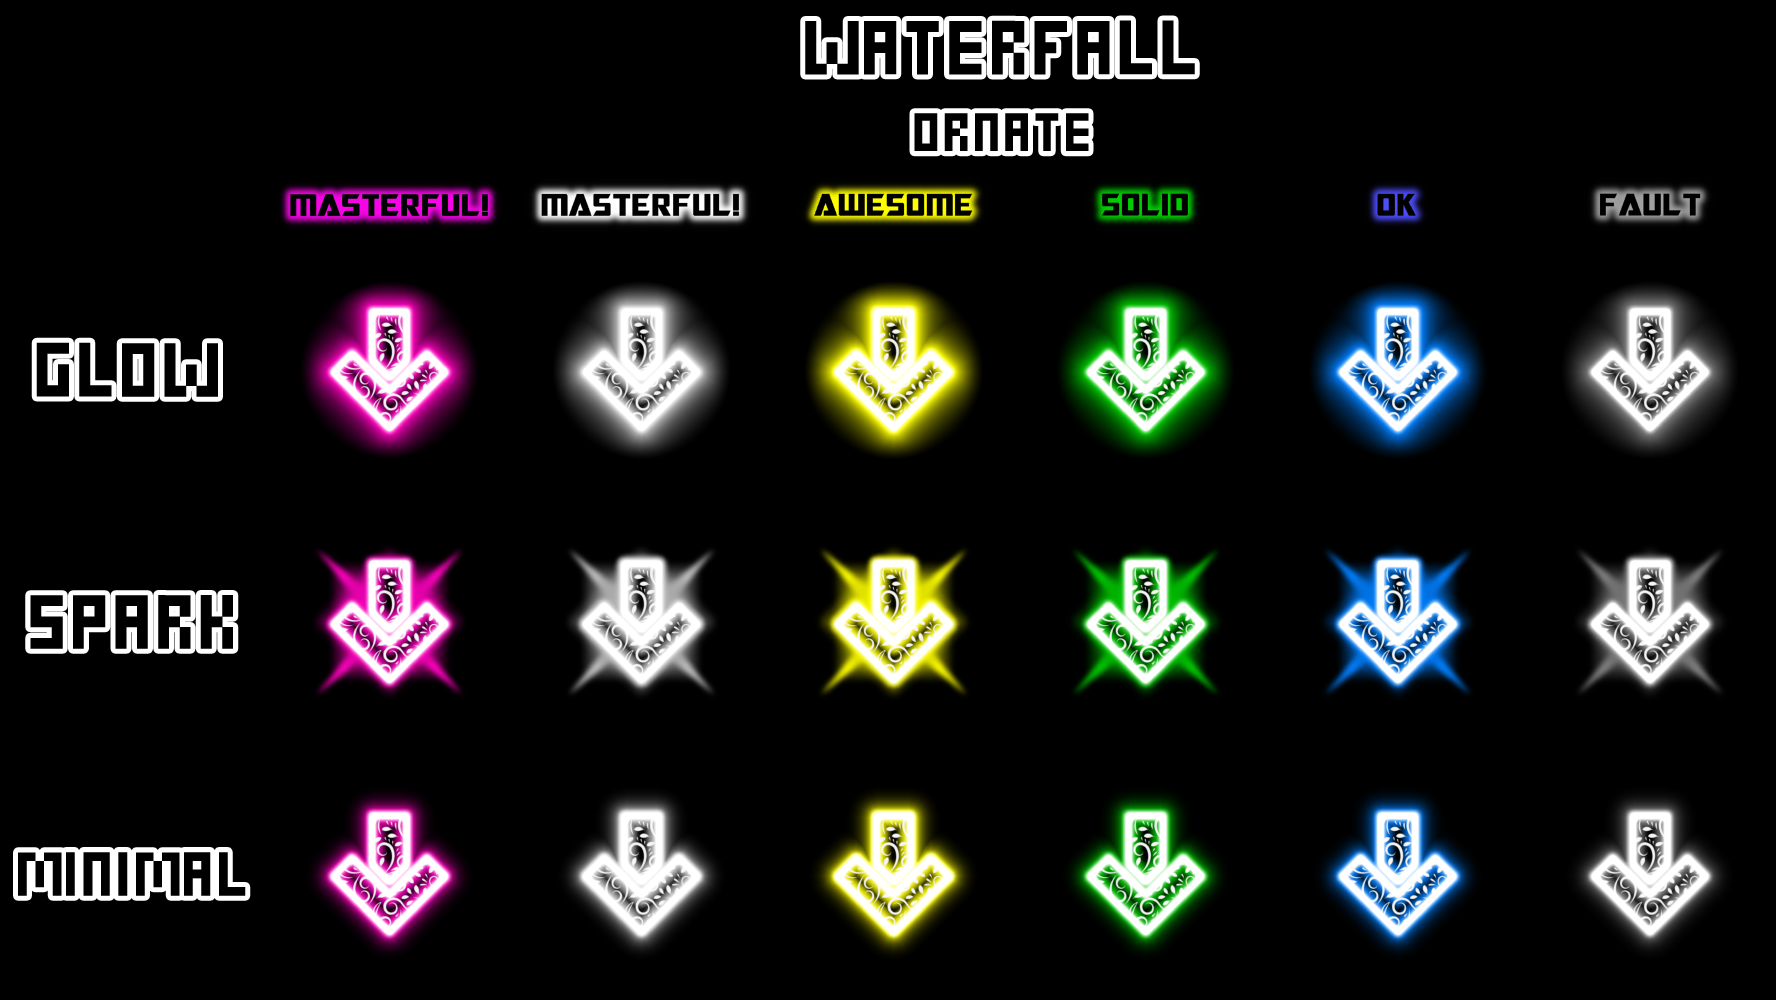 WATERFALL
ORNATE
MASTERFUL! MASTERFUL! AWESOME SOLID OK FAULT
GLOW
SPARK
MINIMAL